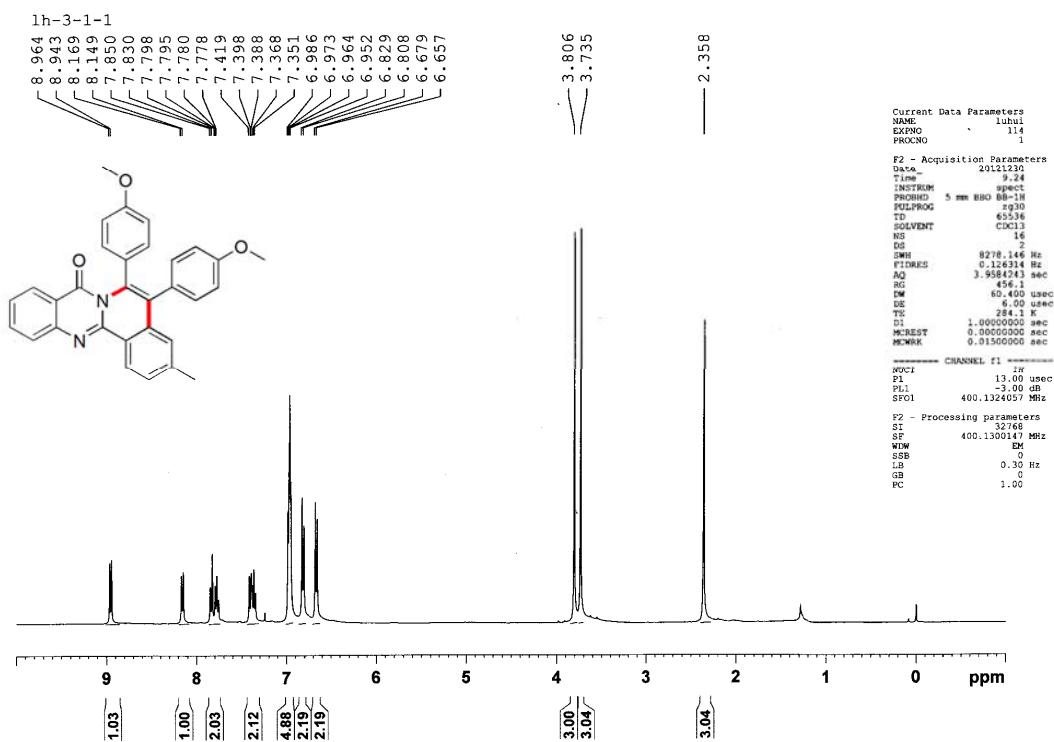 lh-3-1-1
8.964
8.943
8.169
8.149
7.850
7.830
7.798
7.795
7.780
7.778
7.419
7.398
7.388
7.368
7.351
6.986
6.973
6.964
6.952
6.829
6.808
6.679
6.657
3.806
3.735
2.358
Current Data Parameters
NAME luhui
EXPNO 114
PROCNO 1
F2 - Acquisition Parameters
Date_ 20121230
Time 9.24
INSTRUM spect
PROBHD 5 mm BBO BB-1H
PULPROG zg30
TD 65536
SOLVENT CDCl3
NS 16
DS 2
SWH 8278.146 Hz
FIDRES 0.126314 Hz
AQ 3.9584243 sec
RG 456.1
DW 60.400 usec
DE 6.00 usec
TE 284.1 K
D1 1.00000000 sec
MCREST 0.00000000 sec
MCWRK 0.01500000 sec
======== CHANNEL f1 ========
NUC1 1H
P1 13.00 usec
PL1 -3.00 dB
SFO1 400.1324057 MHz
F2 - Processing parameters
SI 32768
SF 400.1300147 MHz
WDW EM
SSB 0
LB 0.30 Hz
GB 0
PC 1.00
O
O
O
N
N
9 8 7 6 5 4 3 2 1 0 ppm
1.03
1.00
2.03
2.12
4.88
2.19
2.19
3.00
3.04
3.04